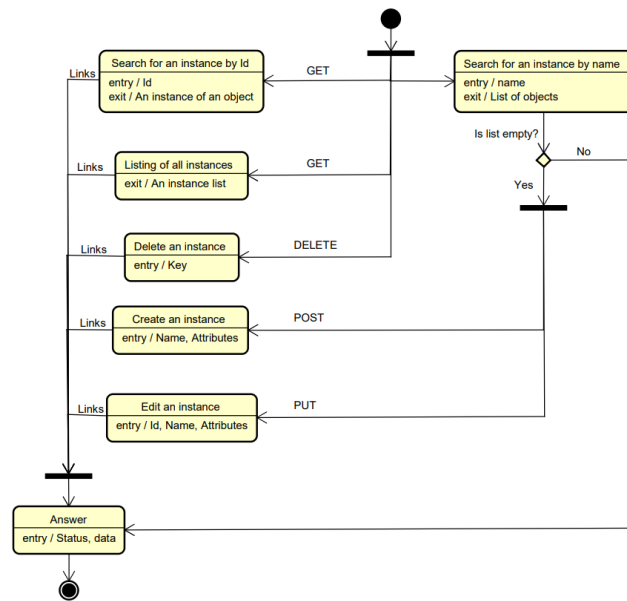 Search for an instance by Id
entry / Id
exit / An instance of an object
Links
GET
Search for an instance by name
entry / name
exit / List of objects
Is list empty?
No
Yes
Links
Listing of all instances
exit / An instance list
GET
Links
Delete an instance
entry / Key
DELETE
Links
Create an instance
entry / Name, Attributes
POST
Links
Edit an instance
entry / Id, Name, Attributes
PUT
Answer
entry / Status, data